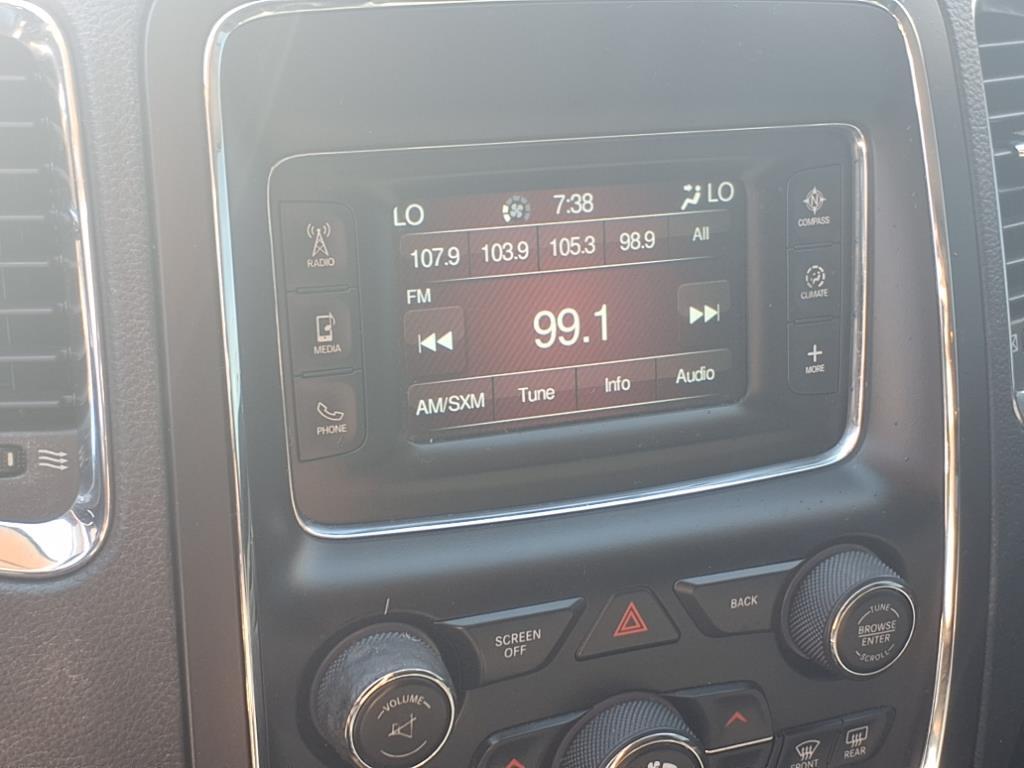 LO 7:38 LO
107.9 103.9 105.3 98.9 All
FM
99.1
AM/SXM Tune Info Audio
RADIO
MEDIA
PHONE
N
COMPASS
CLIMATE
+
MORE
SCREEN
OFF
BACK
TUNE
BROWSE
ENTER
SCROLL
VOLUME
FRONT
REAR